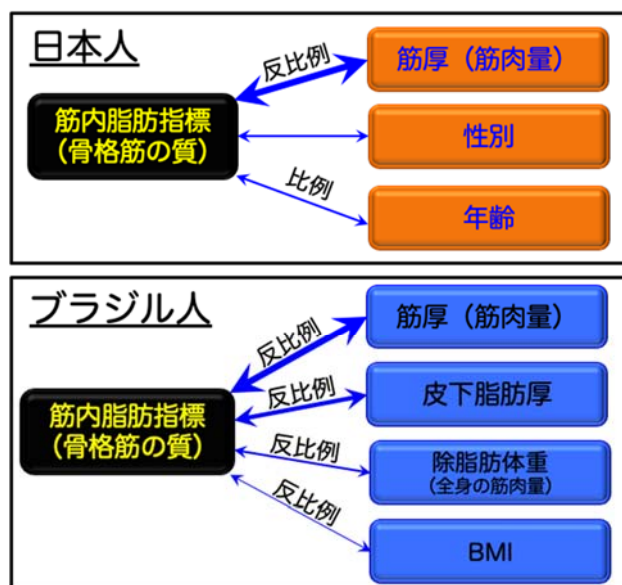 日本人
反比例
筋厚（筋肉量）
筋内脂肪指標
（骨格筋の質）
性別
比例
年齢
ブラジル人
反比例
筋厚（筋肉量）
反比例
皮下脂肪厚
筋内脂肪指標
（骨格筋の質）
反比例
除脂肪体重
（全身の筋肉量）
反比例
BMI